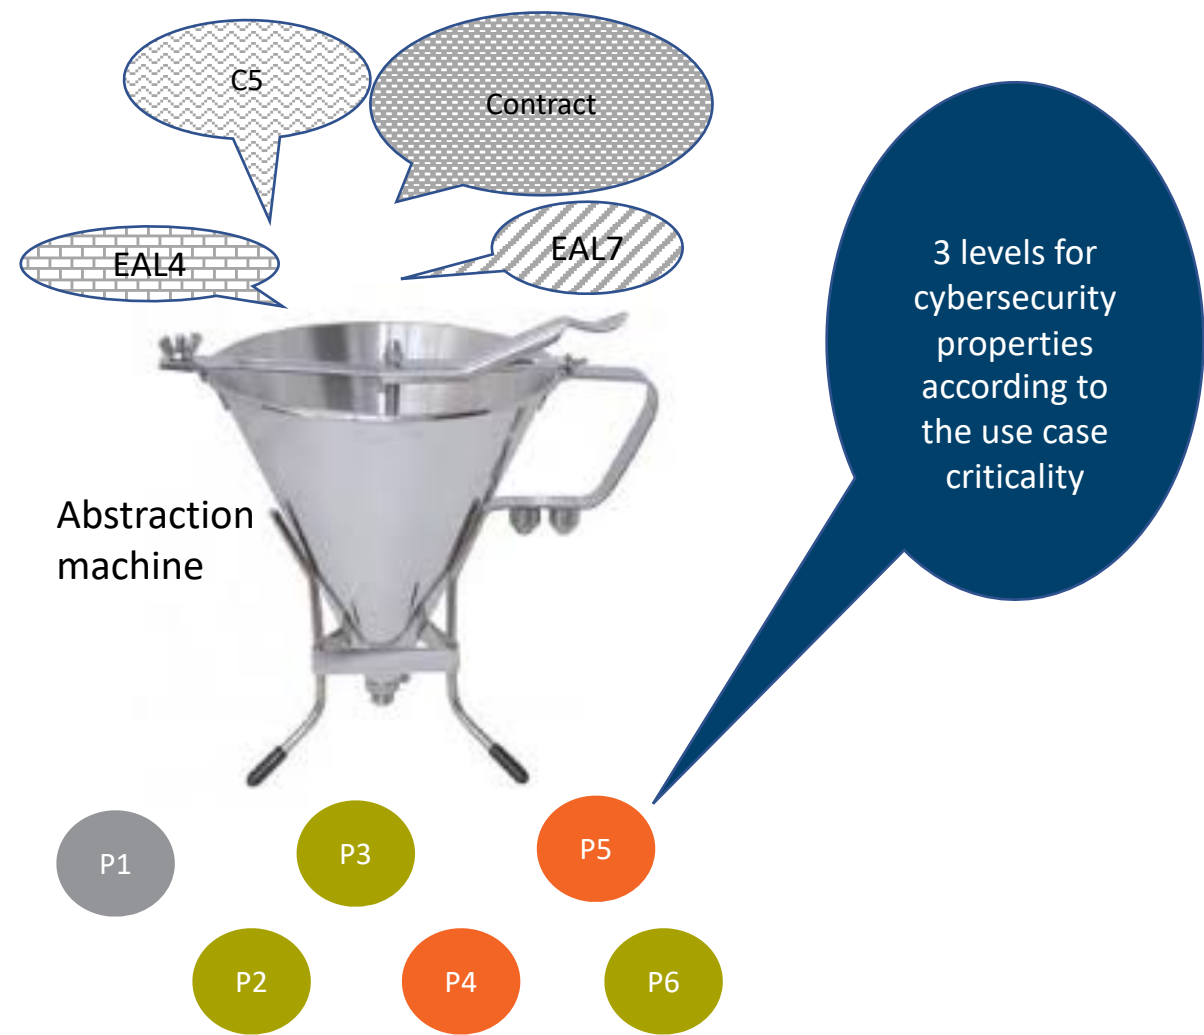 C5
Contract
EAL4
EAL7
3 levels for
cybersecurity
properties
according to
the use case
criticality
Abstraction
machine
P1
P3
P5
P2
P4
P6